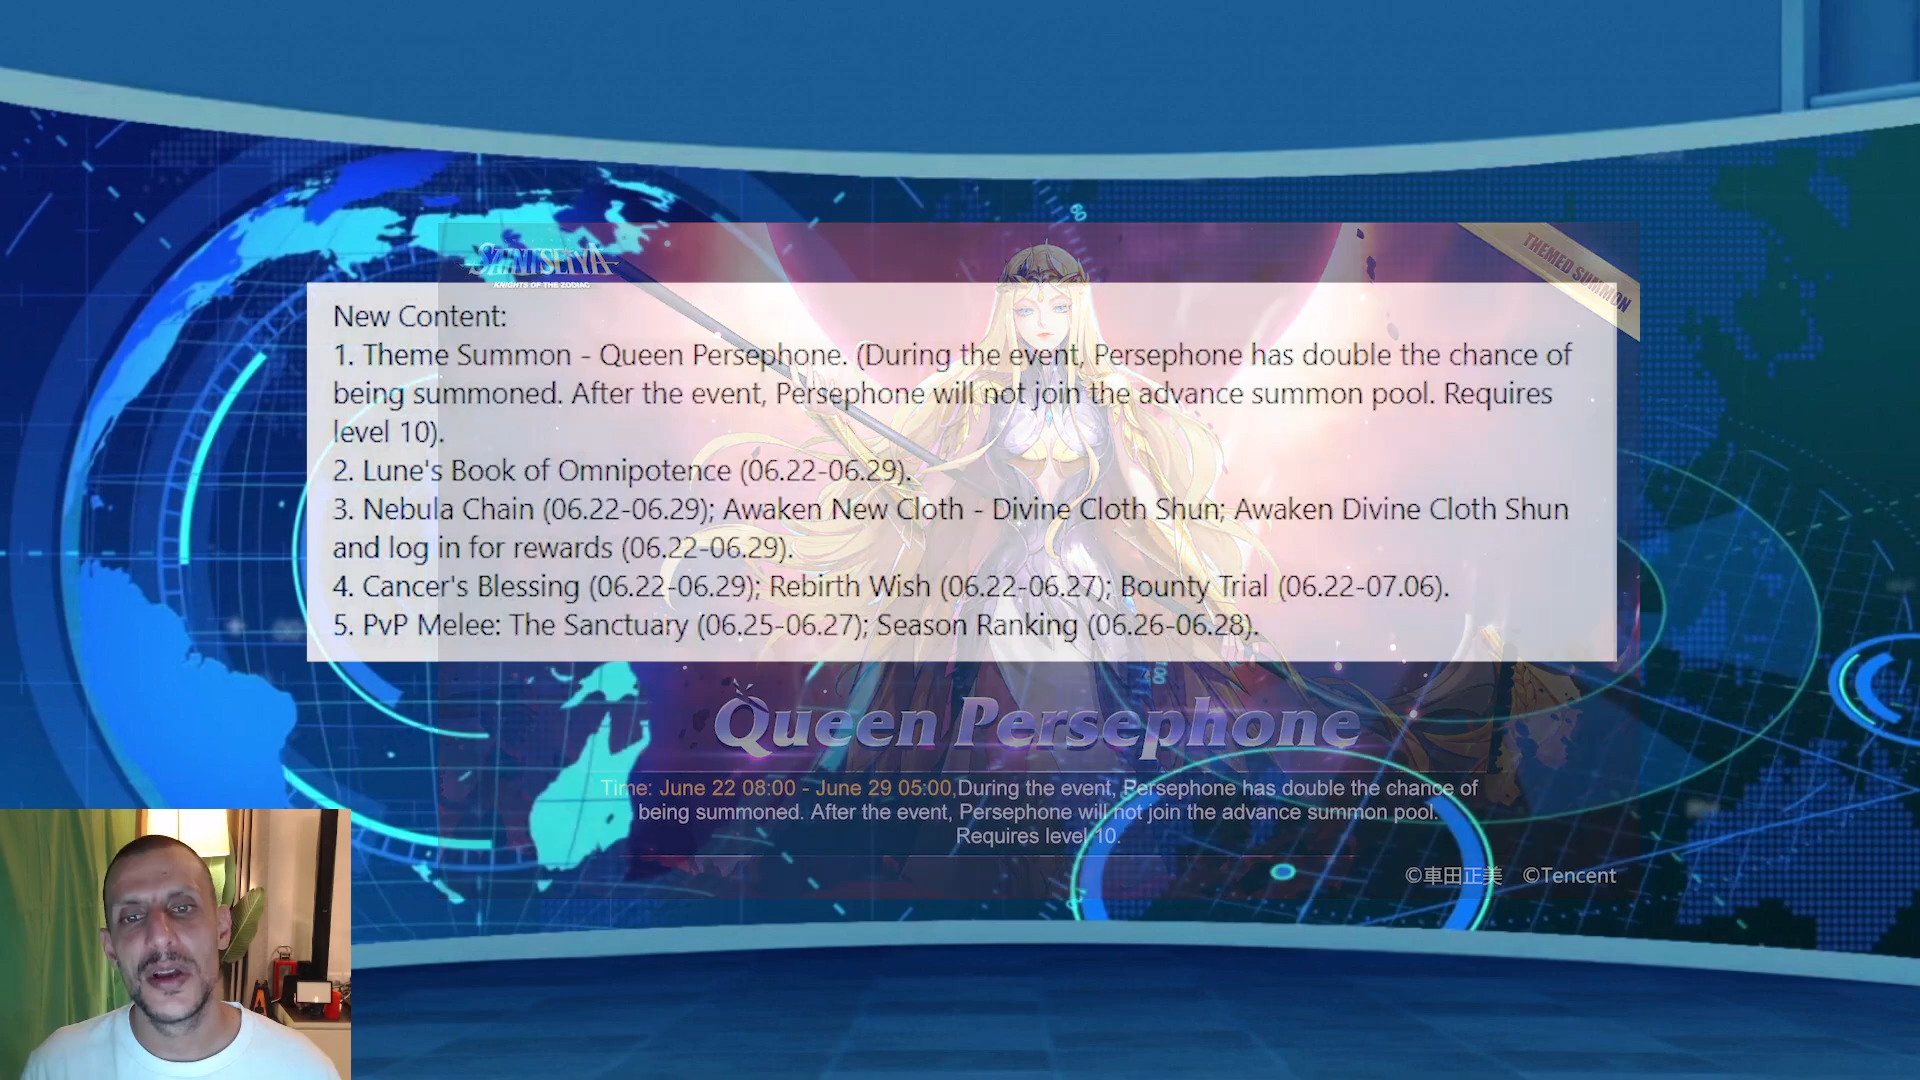 60
SAINT SEIYA
KNIGHTS OF THE ZODIAC
THEMED SUMMON
New Content:
1. Theme Summon - Queen Persephone. (During the event, Persephone has double the chance of
being summoned. After the event, Persephone will not join the advance summon pool. Requires
level 10).
2. Lune's Book of Omnipotence (06.22-06.29).
3. Nebula Chain (06.22-06.29); Awaken New Cloth - Divine Cloth Shun; Awaken Divine Cloth Shun
and log in for rewards (06.22-06.29).
4. Cancer's Blessing (06.22-06.29); Rebirth Wish (06.22-06.27); Bounty Trial (06.22-07.06).
5. PvP Melee: The Sanctuary (06.25-06.27); Season Ranking (06.26-06.28).
Queen Persephone
Time: June 22 08:00 - June 29 05:00,During the event, Persephone has double the chance of
being summoned. After the event, Persephone will not join the advance summon pool.
Requires level 10.
©車田正美 ©Tencent